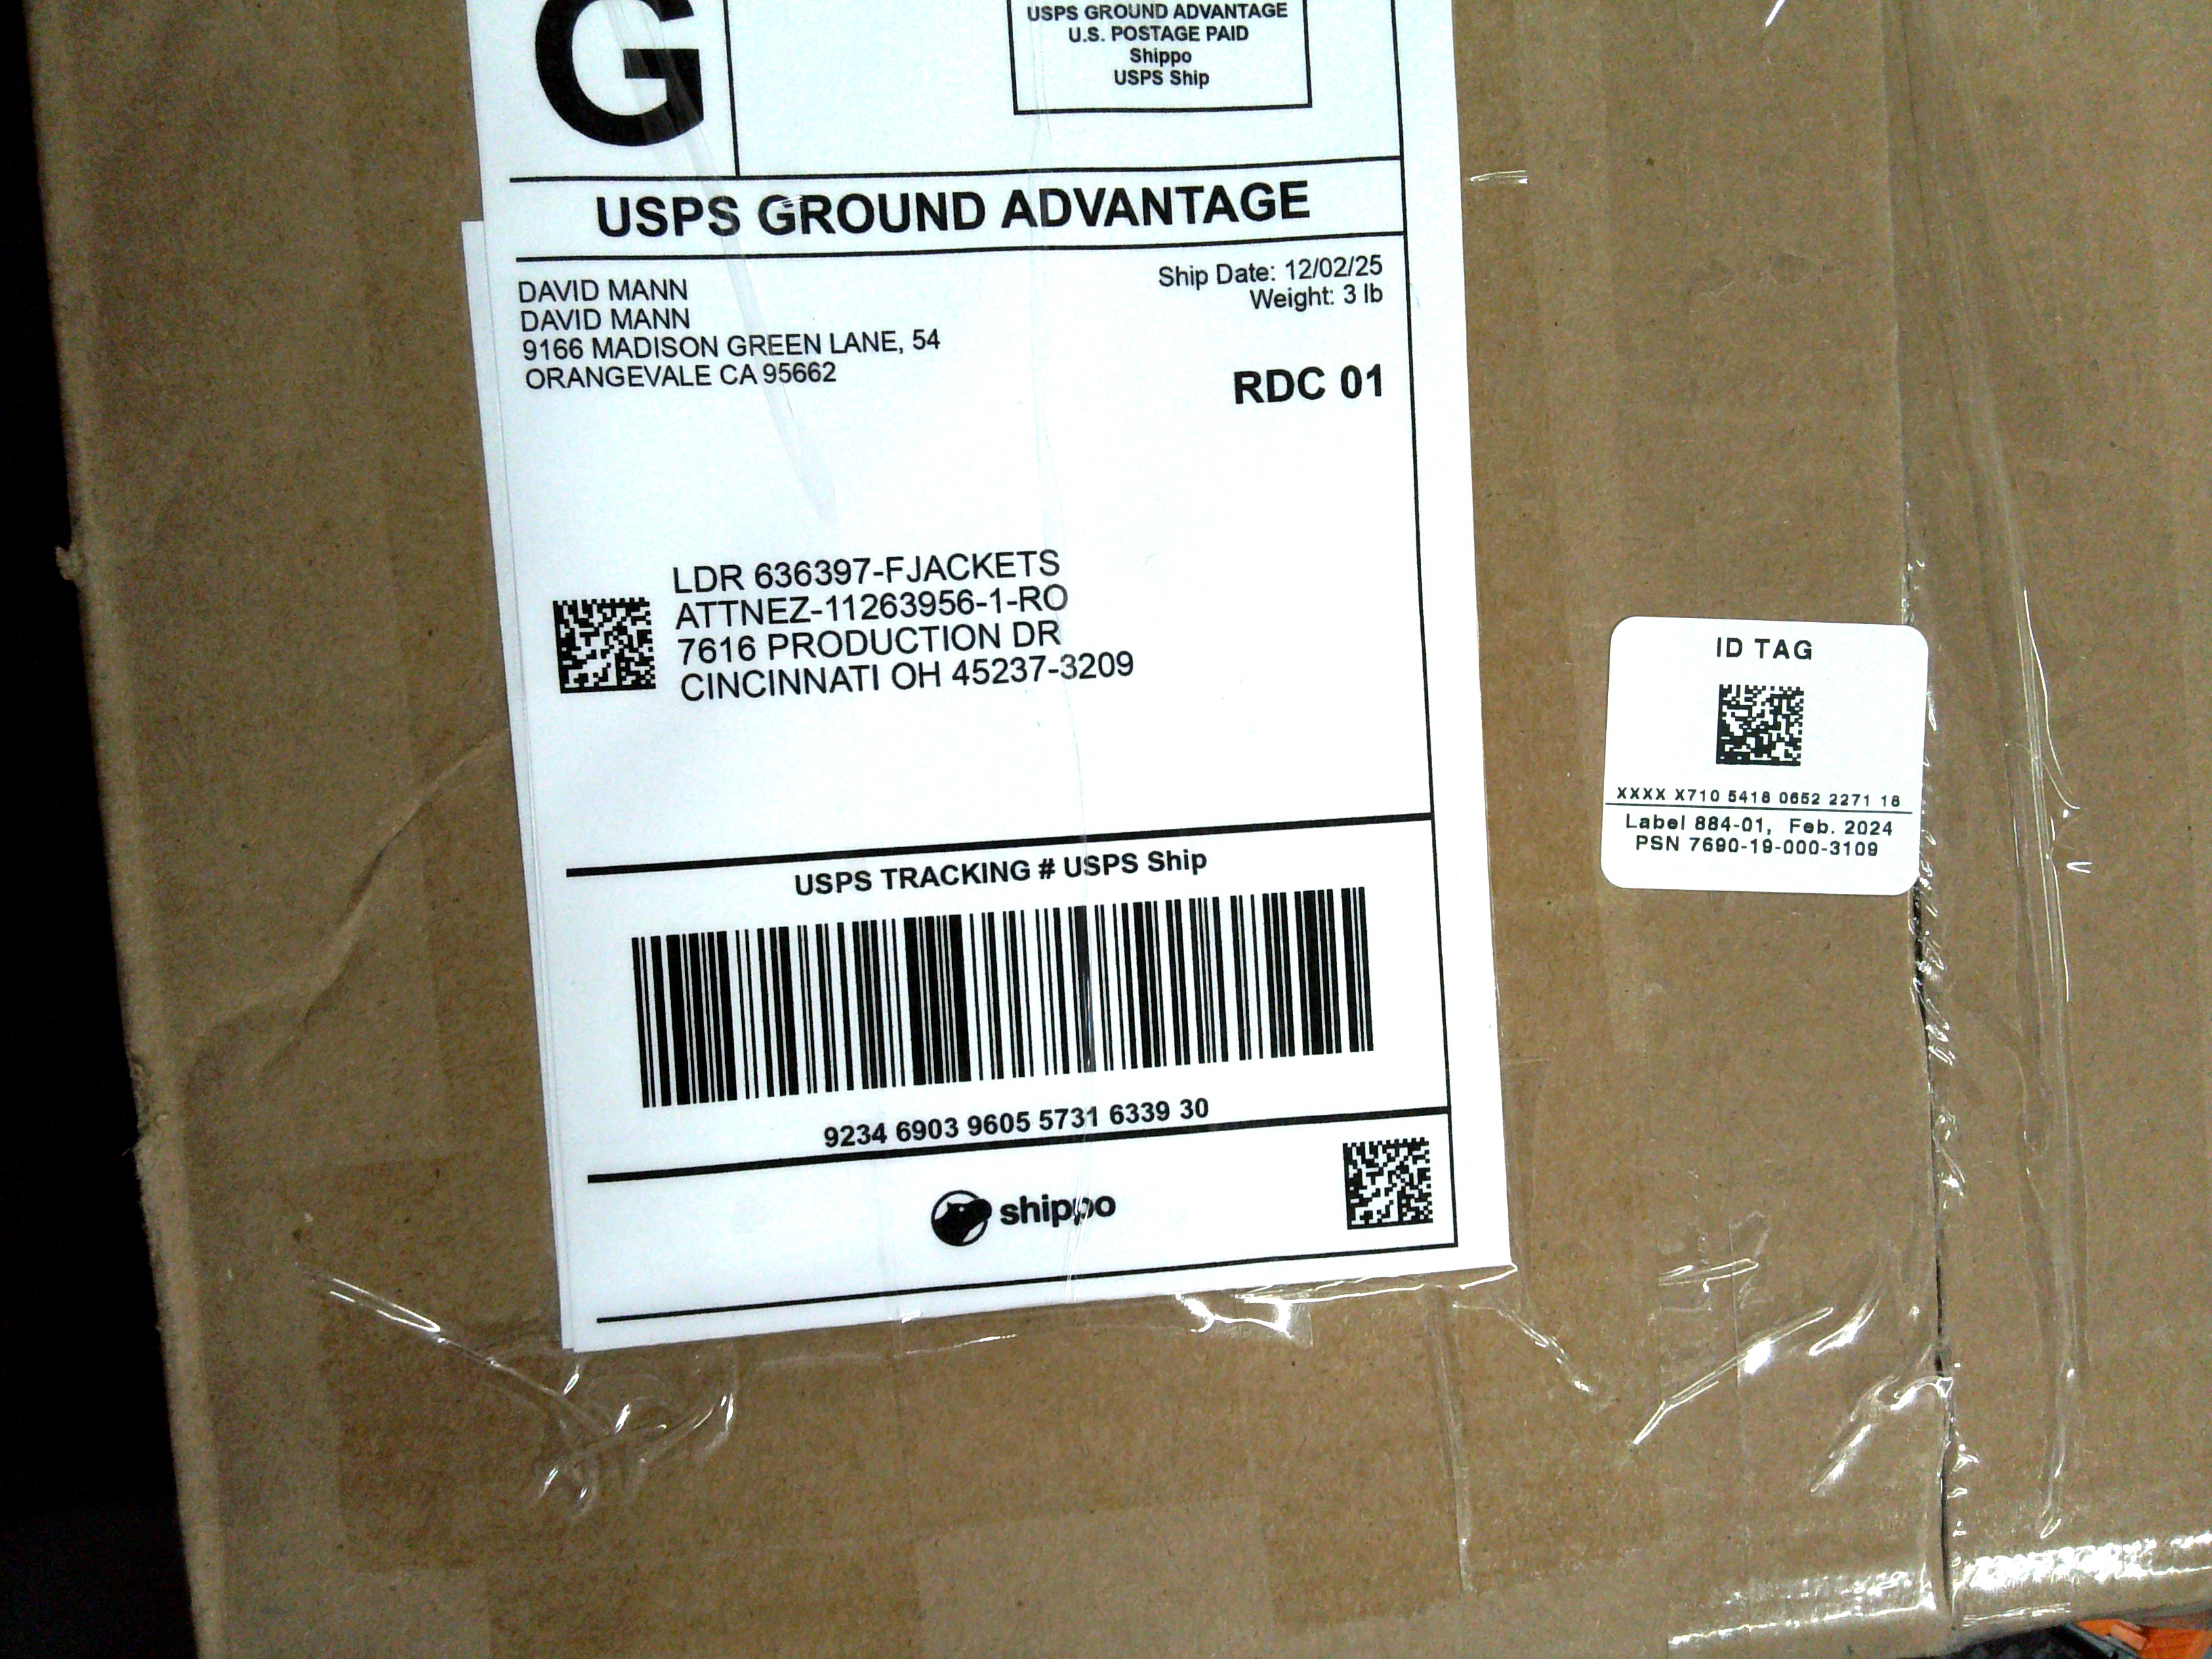 G
USPS GROUND ADVANTAGE
U.S. POSTAGE PAID
Shippo
USPS Ship
USPS GROUND ADVANTAGE
DAVID MANN
DAVID MANN
9166 MADISON GREEN LANE, 54
ORANGEVALE CA 95662
Ship Date: 12/02/25
Weight: 3 lb
RDC 01
LDR 636397-FJACKETS
ATTNEZ-11263956-1-RO
7616 PRODUCTION DR
CINCINNATI OH 45237-3209
USPS TRACKING # USPS Ship
9234 6903 9605 5731 6339 30
shippo
ID TAG
XXXX X710 5418 0652 2271 18
Label 884-01, Feb. 2024
PSN 7690-19-000-3109